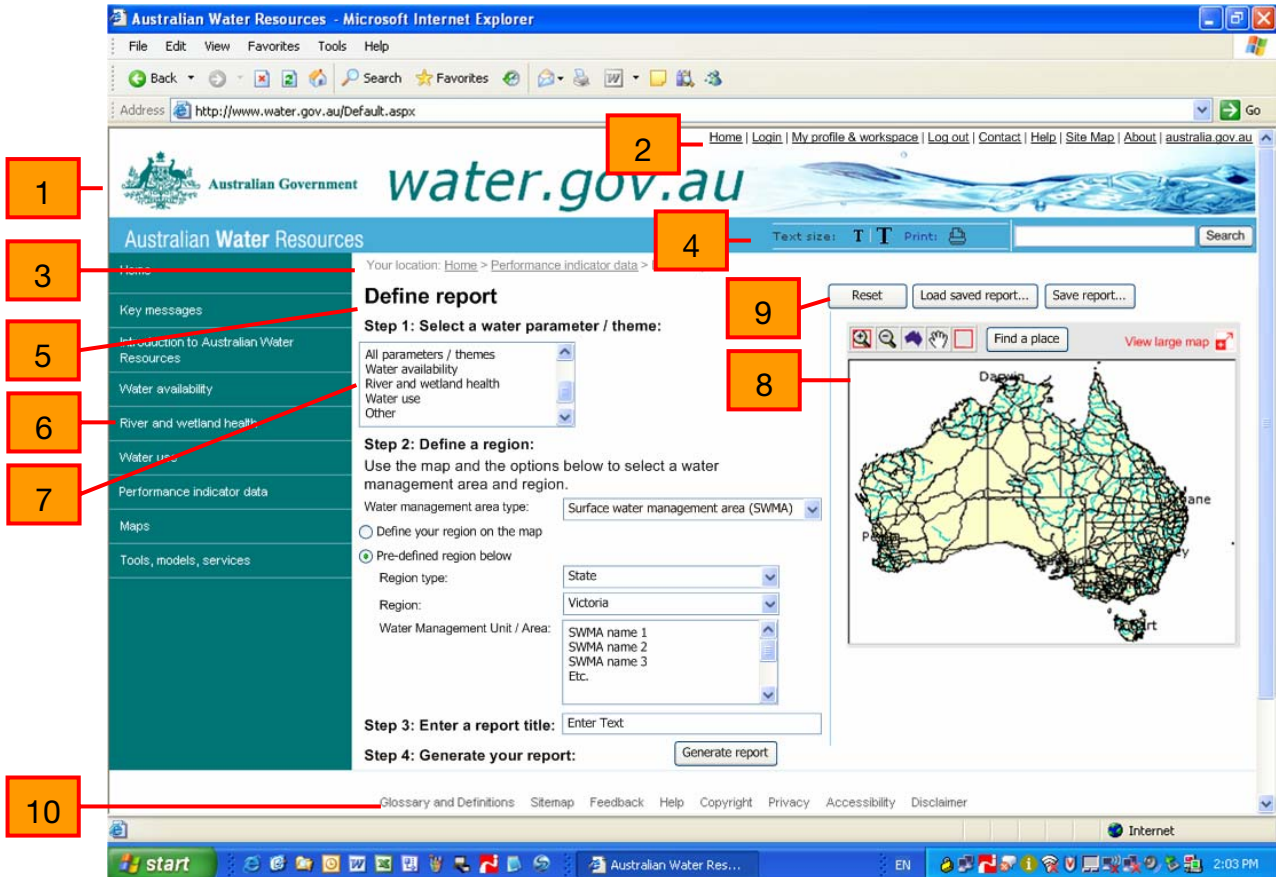 Australian Water Resources - Microsoft Internet Explorer
File Edit View Favorites Tools Help
Back Search Favorites
Address http://www.water.gov.au/Default.aspx Go
Home | Login | My profile & workspace | Log out | Contact | Help | Site Map | About | australia.gov.au
2
1
Australian Government
water.gov.au
Australian Water Resources
4
Text size: T | T Print:
Search
3
Home
Your location: Home > Performance indicator data >
Key messages
Introduction to Australian Water
Resources
Water availability
River and wetland health
Water use
Performance indicator data
Maps
Tools, models, services
5
6
7
Define report
Step 1: Select a water parameter / theme:
All parameters / themes
Water availability
River and wetland health
Water use
Other
Step 2: Define a region:
Use the map and the options below to select a water
management area and region.
Water management area type: Surface water management area (SWMA)
Define your region on the map
Pre-defined region below
Region type: State
Region: Victoria
Water Management Unit / Area:
SWMA name 1
SWMA name 2
SWMA name 3
Etc.
Step 3: Enter a report title: Enter Text
Step 4: Generate your report: Generate report
9
Reset Load saved report... Save report...
8
Find a place View large map
Darwin
10
Glossary and Definitions Sitemap Feedback Help Copyright Privacy Accessibility Disclaimer
Internet
start Australian Water Res... EN 2:03 PM